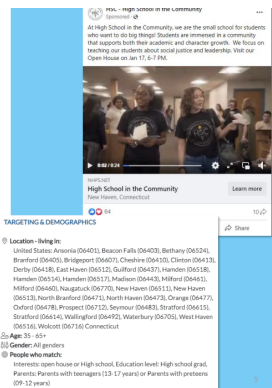 HSC - High School in the Community
Sponsored ·
At High School in the Community, we are the small school for students
who want to do big things! Students are immersed in a community
that supports both their academic and character growth. We focus on
teaching our students about social justice and leadership. Visit our
Open House on Jan 17, 6-7 PM.
0:02 / 0:24
NHPS.NET
High School in the Community
New Haven, Connecticut
Learn more
64
10
Share
TARGETING & DEMOGRAPHICS
Location - living in:
United States: Ansonia (06401), Beacon Falls (06403), Bethany (06524),
Branford (06405), Bridgeport (06607), Cheshire (06410), Clinton (06413),
Derby (06418), East Haven (06512), Guilford (06437), Hamden (06518),
Hamden (06514), Hamden (06517), Madison (06443), Milford (06461),
Milford (06460), Naugatuck (06770), New Haven (06511), New Haven
(06513), North Branford (06471), North Haven (06473), Orange (06477),
Oxford (06478), Prospect (06712), Seymour (06483), Stratford (06615),
Stratford (06614), Wallingford (06492), Waterbury (06705), West Haven
(06516), Wolcott (06716) Connecticut
Age: 35 - 65+
Gender: All genders
People who match:
Interests: open house or High school, Education level: High school grad,
Parents: Parents with teenagers (13-17 years) or Parents with preteens
(09-12 years)